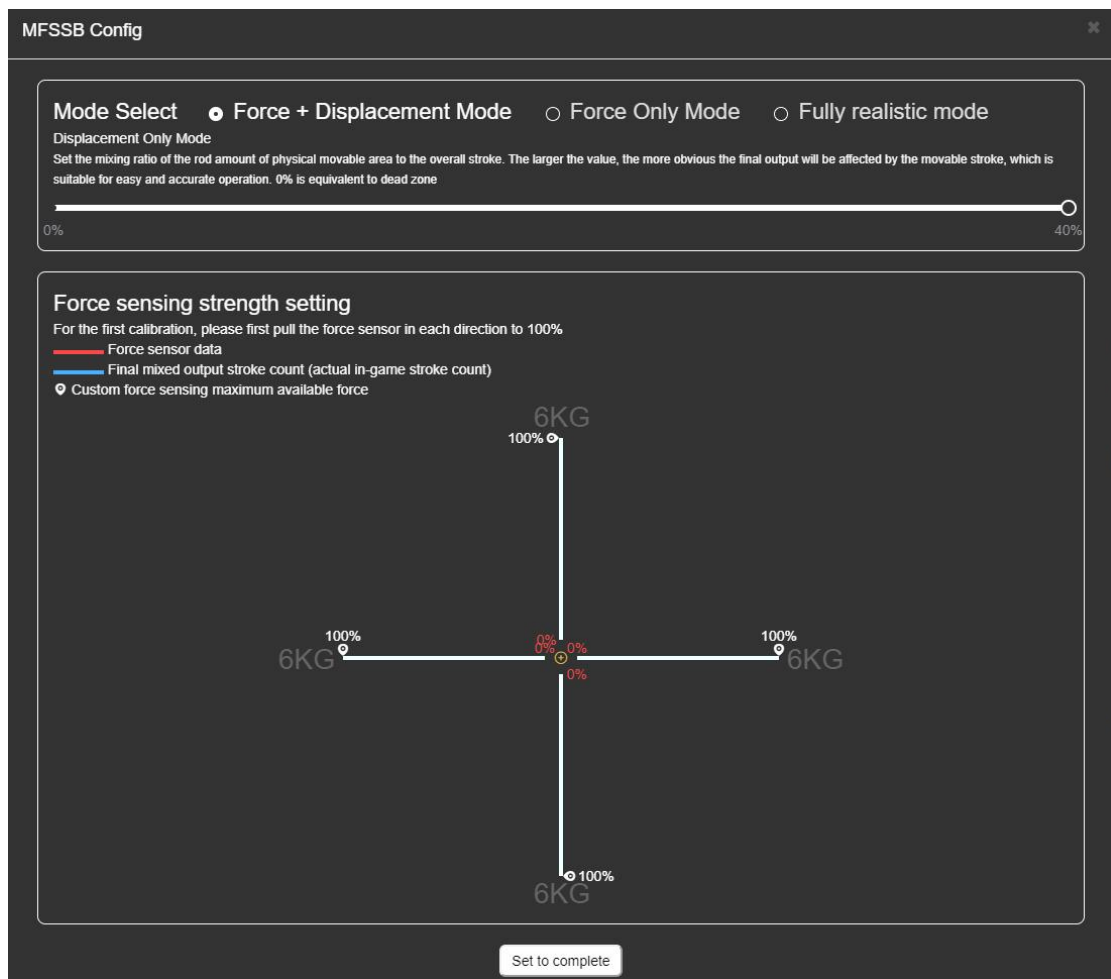 MFSSB Config
Mode Select Force + Displacement Mode Force Only Mode Fully realistic mode
Displacement Only Mode
Set the mixing ratio of the rod amount of physical movable area to the overall stroke. The larger the value, the more obvious the final output will be affected by the movable stroke, which is
suitable for easy and accurate operation. 0% is equivalent to dead zone
0% 40%
Force sensing strength setting
For the first calibration, please first pull the force sensor in each direction to 100%
Force sensor data
Final mixed output stroke count (actual in-game stroke count)
Custom force sensing maximum available force
6KG
100%
100% 0% 100%
6KG 0% 0% 6KG
0%
100%
6KG
Set to complete